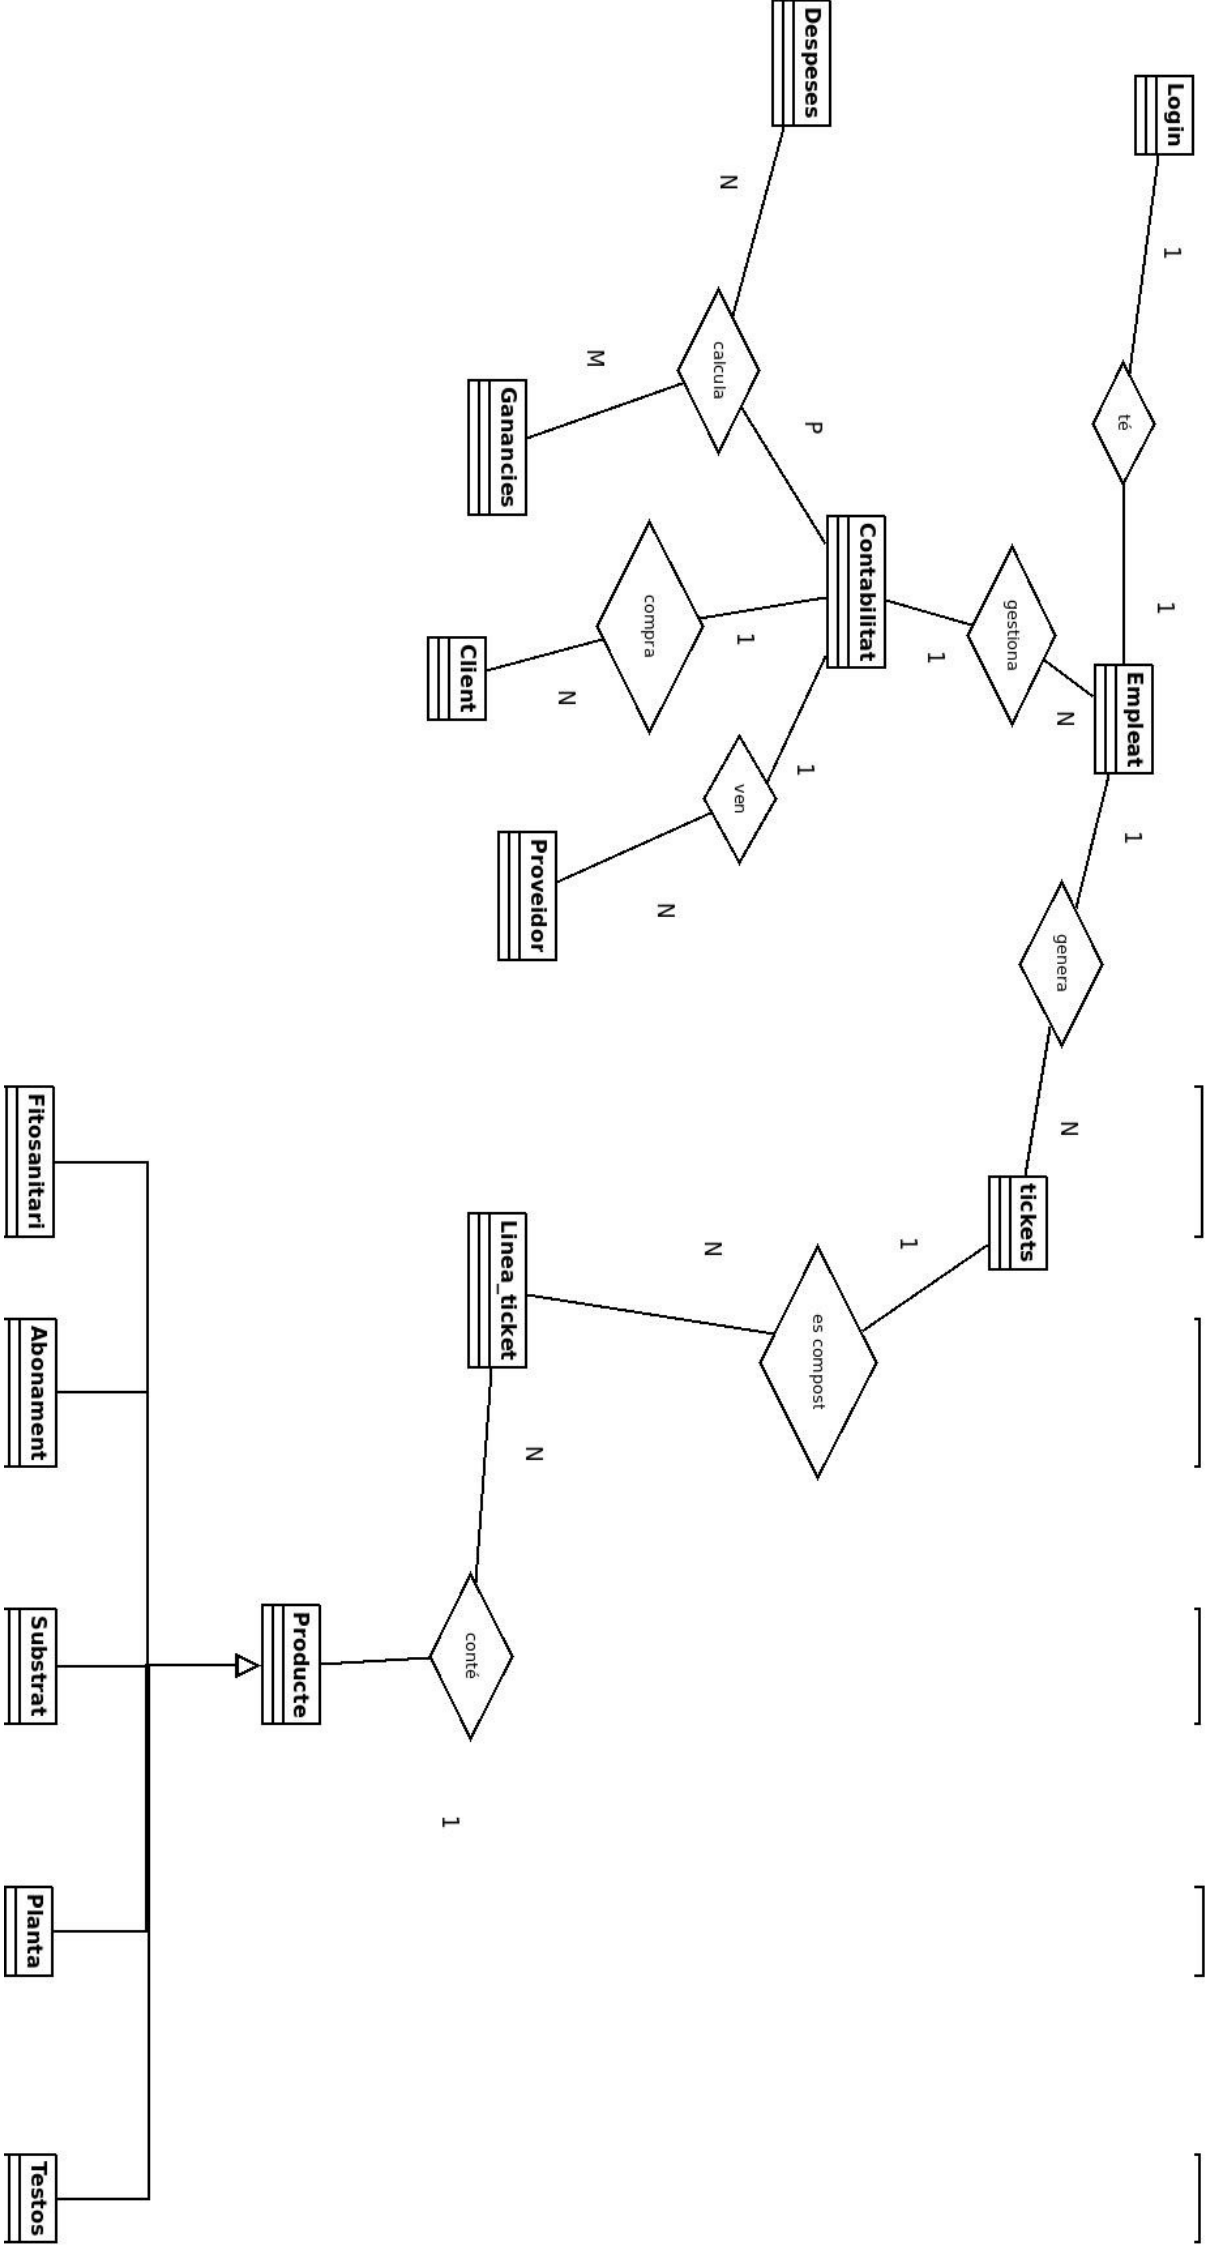 Login
1
té
1
Empleat
1
genera
N
tickets
N
gestiona
1
Despeses
N
calcula
P
M
Ganancies
Contabilitat
1
compra
N
Client
1
ven
N
Proveidor
1
es compost
N
Linea_ticket
N
conté
1
Producte
Fitosanitari
Abonament
Substrat
Planta
Testos